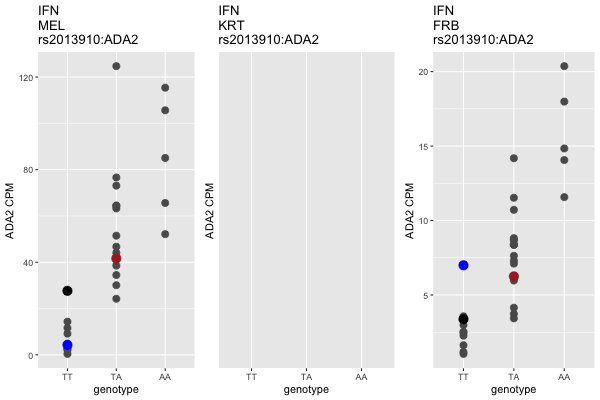 IFN
MEL
rs2013910:ADA2
ADA2 CPM
120
80
40
0
TT
TA
AA
genotype
IFN
KRT
rs2013910:ADA2
ADA2 CPM
TT
TA
AA
genotype
IFN
FRB
rs2013910:ADA2
ADA2 CPM
20
15
10
5
TT
TA
AA
genotype